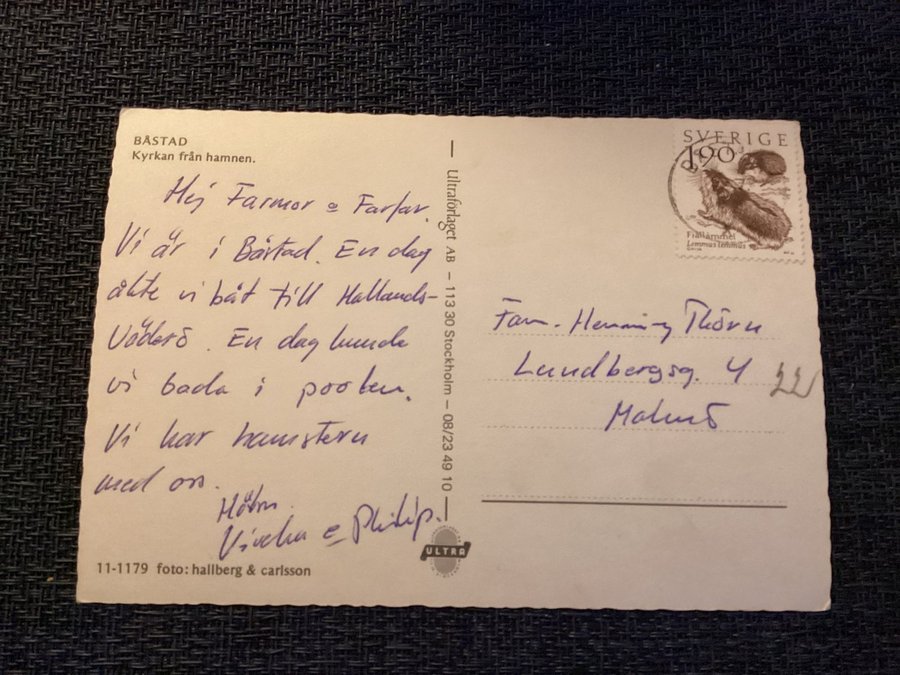 BÅSTAD
Kyrkan från hamnen.
Hej Farmor o Farfar.
Vi är i Båstad. En dag
åkte vi båt till Hallands-
Väderö. En dag kunde
vi bada i poolen.
Vi har hamstern
med oss.
Hälsn.
o Philip.
11-1179 foto: hallberg & carlsson
Ultraförlaget AB – 113 30 Stockholm – 08/23 49 10
ULTRA
SVERIGE
190
Fjällämmel
Lemmus lemmus
Fam. Henning Thörn
Lundbergsg. 4
Malmö